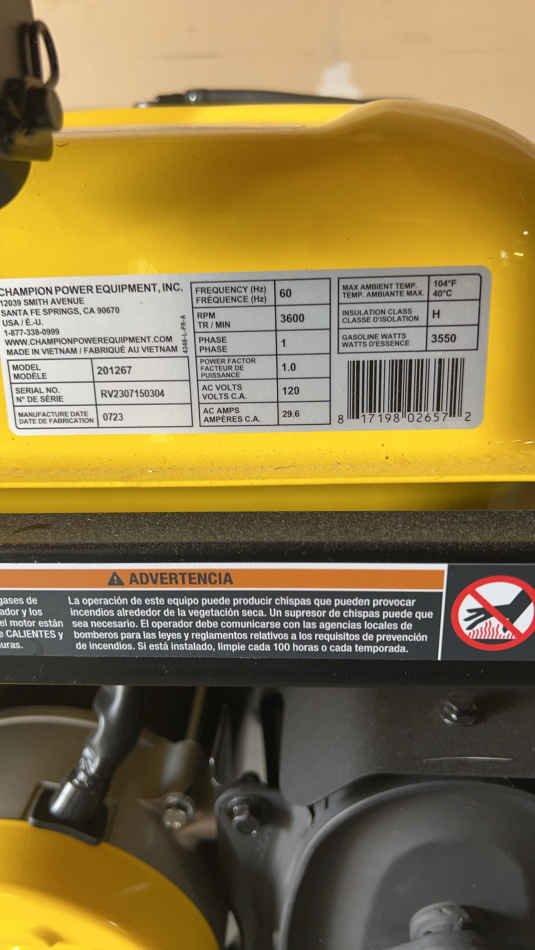 CHAMPION POWER EQUIPMENT, INC.
12039 SMITH AVENUE
SANTA FE SPRINGS, CA 90670
USA / É.-U.
1-877-338-0999
WWW.CHAMPIONPOWEREQUIPMENT.COM
MADE IN VIETNAM / FABRIQUÉ AU VIETNAM
MODEL
MODÈLE
201267
SERIAL NO.
N° DE SÉRIE
RV2307150304
MANUFACTURE DATE
DATE DE FABRICATION
0723
4348-L-PR-A
FREQUENCY (Hz)
FRÉQUENCE (Hz)
60
RPM
TR / MIN
3600
PHASE
PHASE
1
POWER FACTOR
FACTEUR DE
PUISSANCE
1.0
AC VOLTS
VOLTS C.A.
120
AC AMPS
AMPÈRES C.A.
29.6
MAX AMBIENT TEMP.
TEMP. AMBIANTE MAX.
104°F
40°C
INSULATION CLASS
CLASSE D'ISOLATION
H
GASOLINE WATTS
WATTS D'ESSENCE
3550
8 17198 02657 2
ADVERTENCIA
gases de
ador y los
el motor están
e CALIENTES y
uras.
La operación de este equipo puede producir chispas que pueden provocar
incendios alrededor de la vegetación seca. Un supresor de chispas puede que
sea necesario. El operador debe comunicarse con las agencias locales de
bomberos para las leyes y reglamentos relativos a los requisitos de prevención
de incendios. Si está instalado, limpie cada 100 horas o cada temporada.